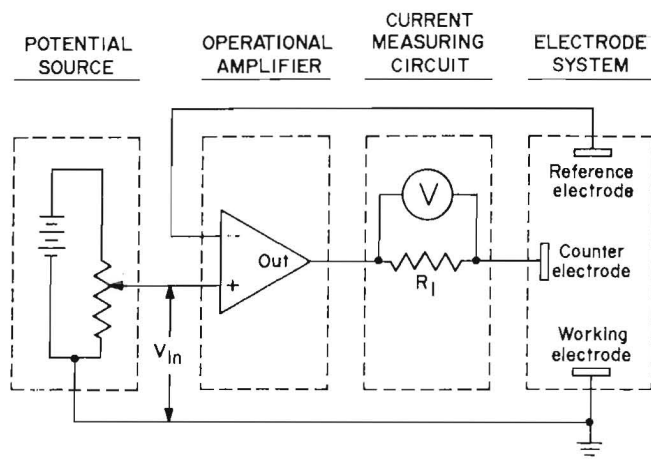 POTENTIAL
SOURCE
OPERATIONAL
AMPLIFIER
CURRENT
MEASURING
CIRCUIT
ELECTRODE
SYSTEM
Reference
electrode
-
V
Out
Counter
electrode
+
R1
Vin
Working
electrode